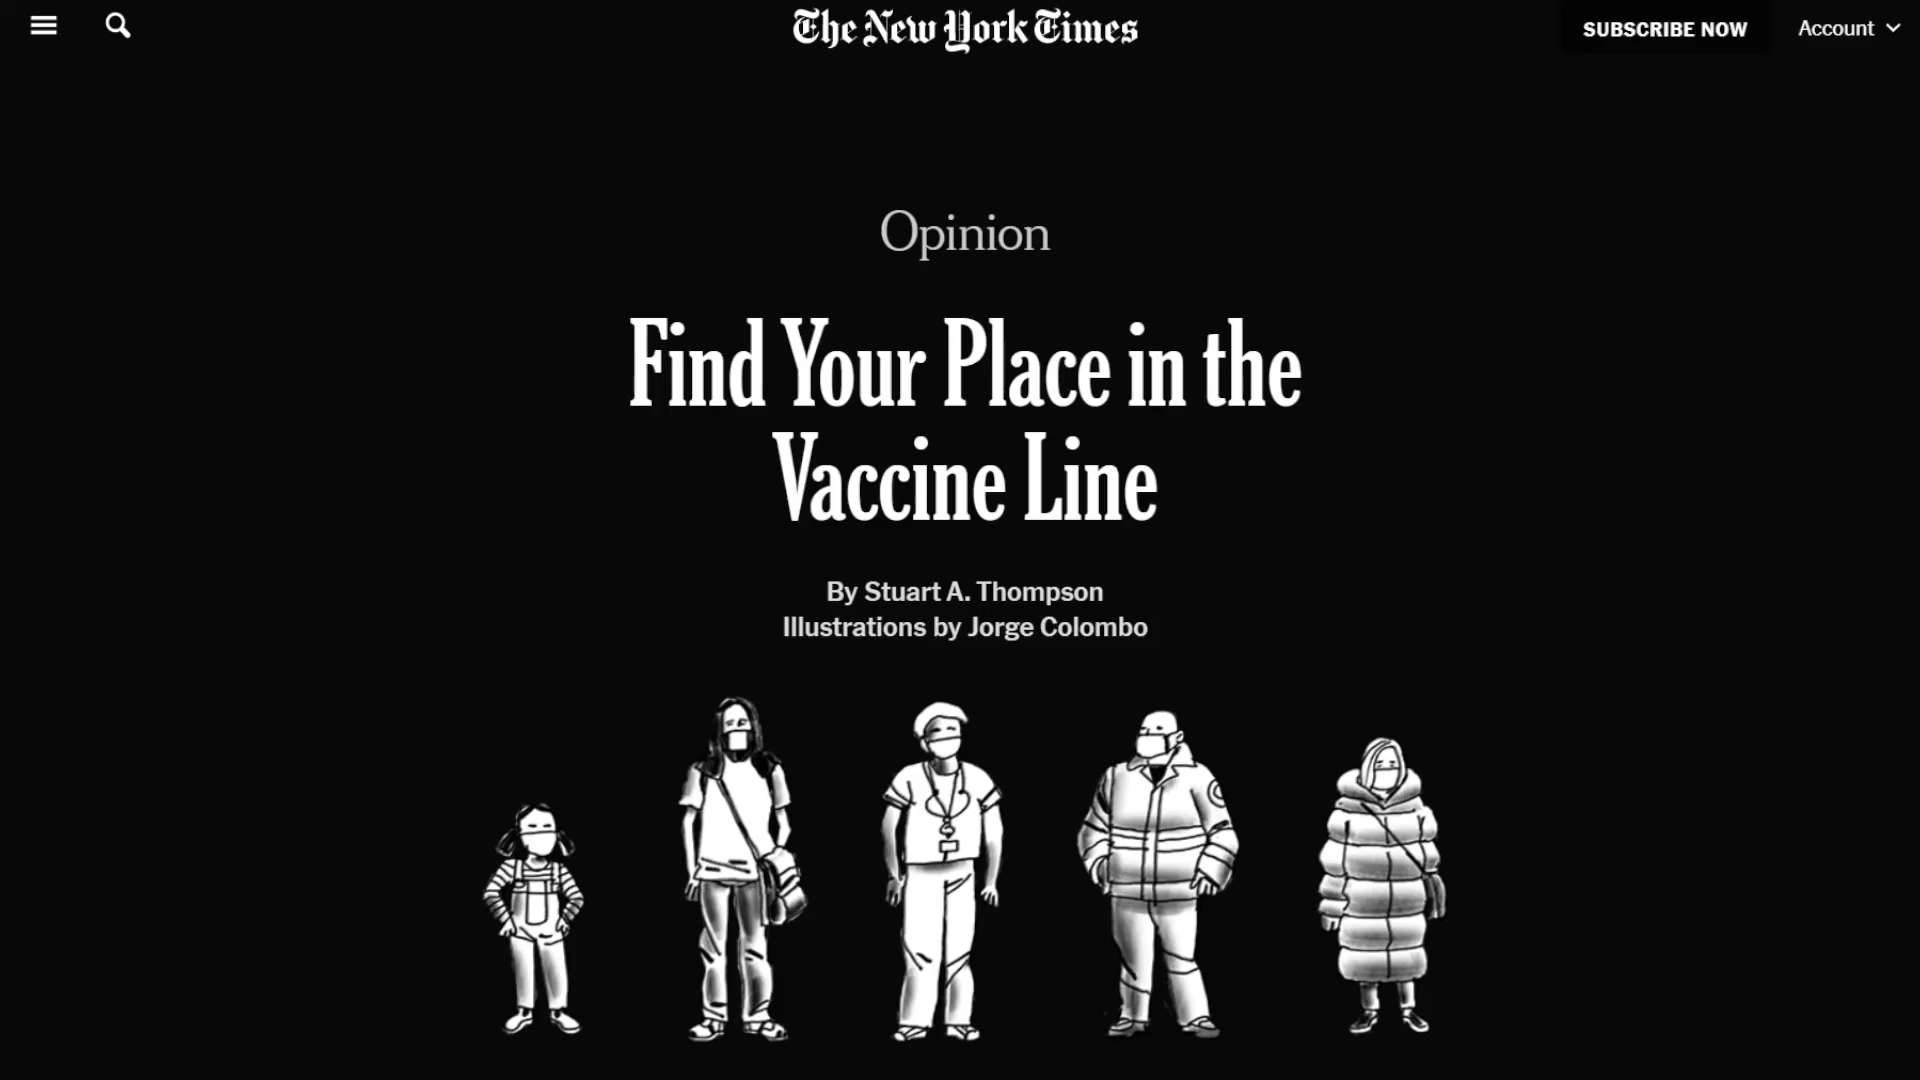 The New York Times
SUBSCRIBE NOW
Account
Opinion
Find Your Place in the
Vaccine Line
By Stuart A. Thompson
Illustrations by Jorge Colombo